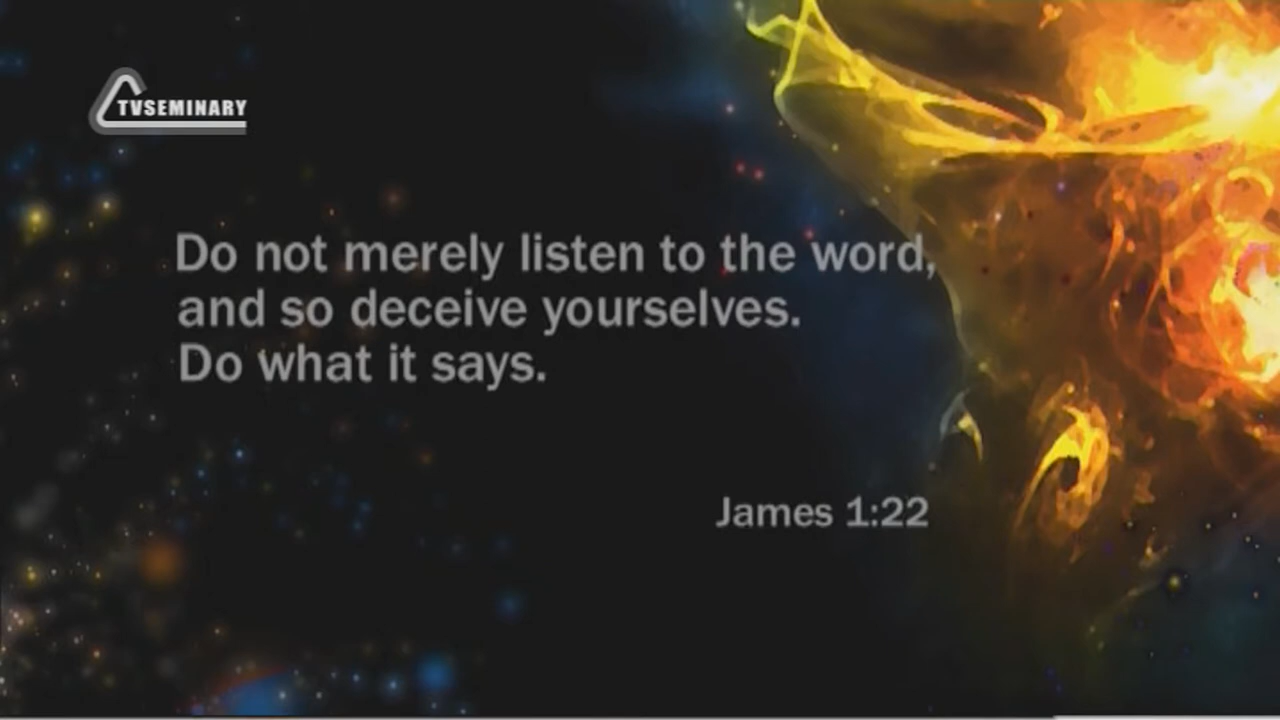 TVSEMINARY
Do not merely listen to the word,
and so deceive yourselves.
Do what it says.
James 1:22